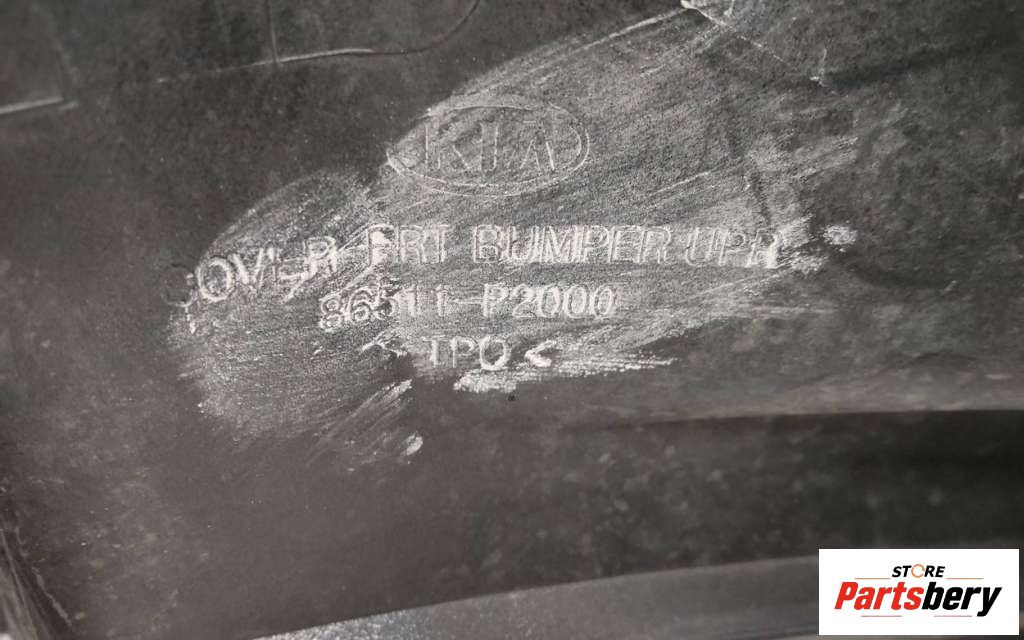 KIA
COVER-FRT BUMPER UPR
86511-P2000
TPO <
STORE
Partsbery